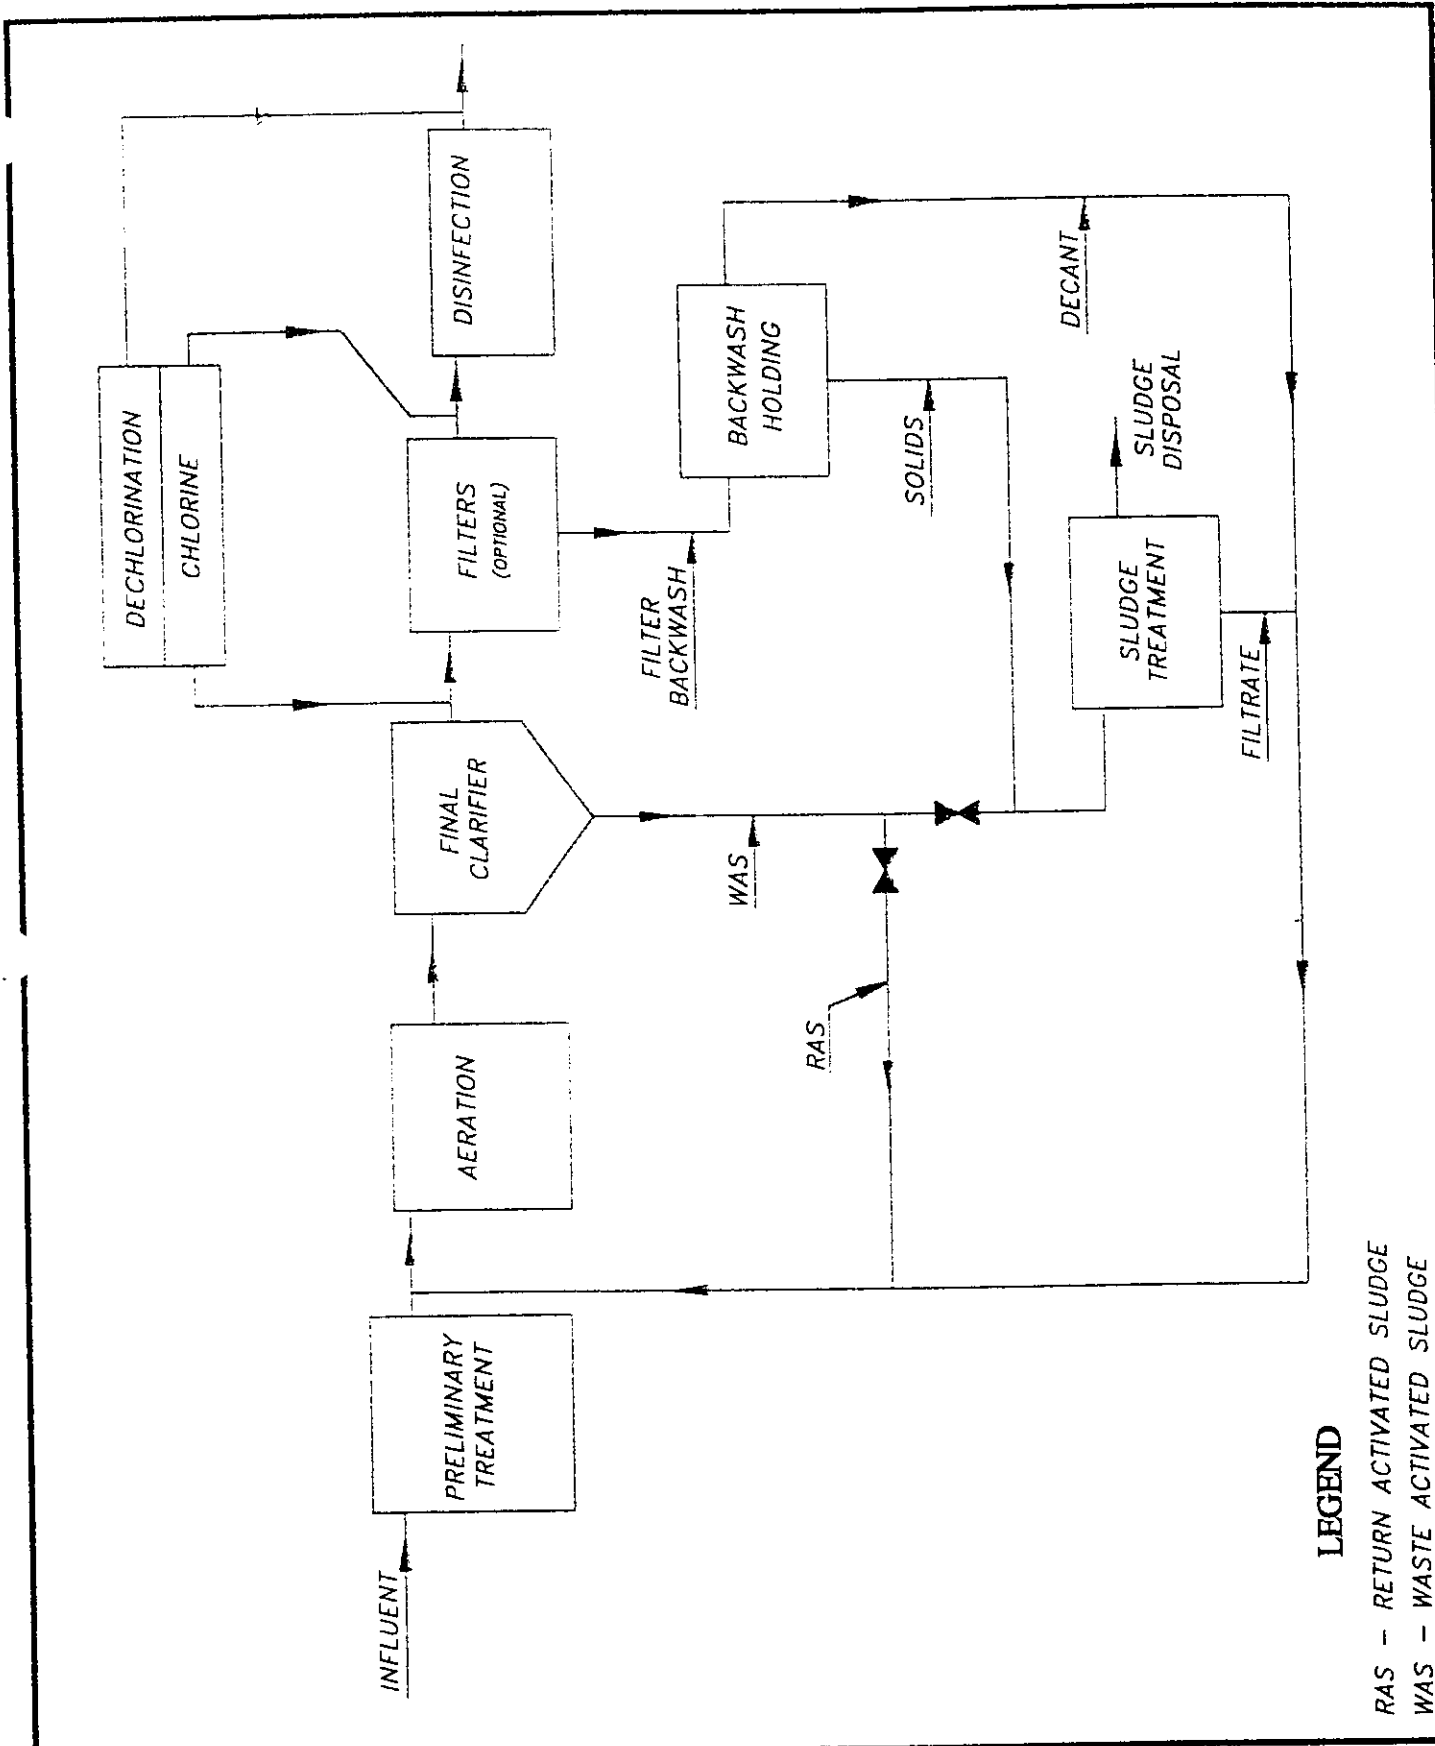 DECHLORINATION
CHLORINE
INFLUENT
PRELIMINARY
TREATMENT
AERATION
FINAL
CLARIFIER
FILTERS
(OPTIONAL)
DISINFECTION
FILTER
BACKWASH
BACKWASH
HOLDING
WAS
RAS
SOLIDS
DECANT
SLUDGE
TREATMENT
SLUDGE
DISPOSAL
FILTRATE
LEGEND
RAS - RETURN ACTIVATED SLUDGE
WAS - WASTE ACTIVATED SLUDGE